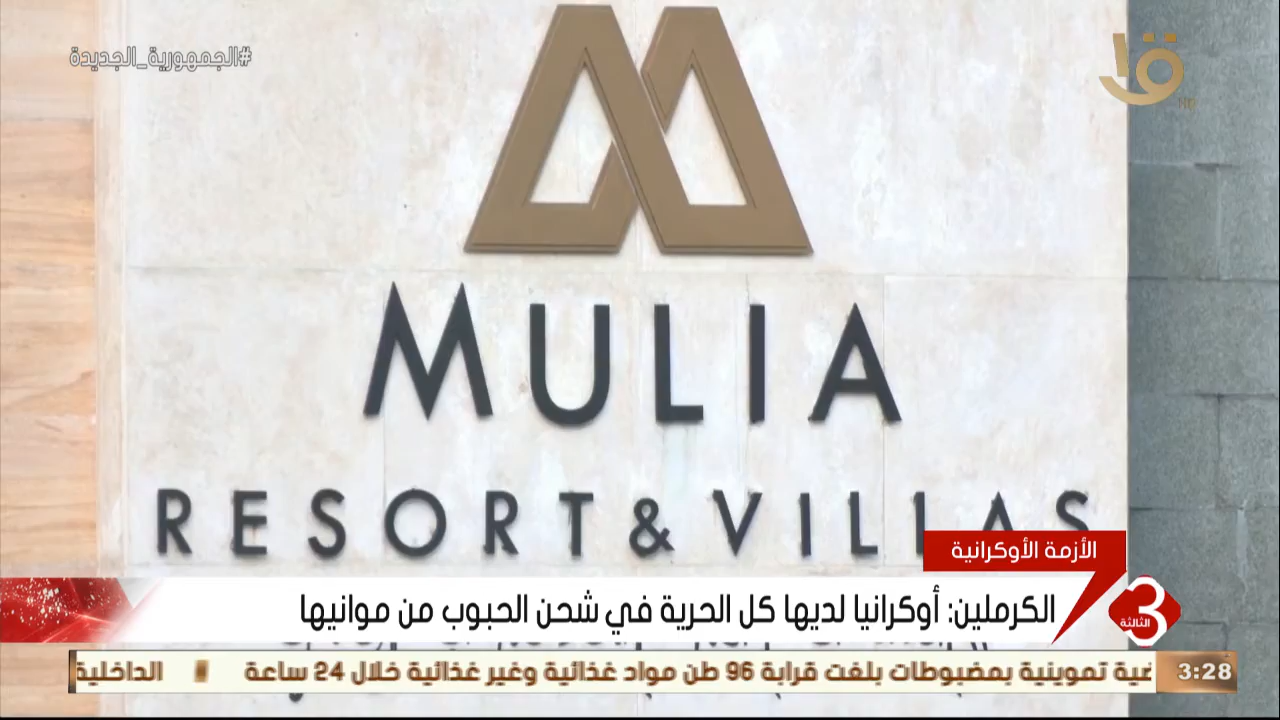 #الجمهورية_الجديدة
MULIA
RESORT & VILLAS
الأزمة الأوكرانية
الكرملين: أوكرانيا لديها كل الحرية في شحن الحبوب من موانيها
3
الثالثة
تموينية بمضبوطات بلغت قرابة 96 طن مواد غذائية وغير غذائية خلال 24 ساعة
الداخلية
3:28